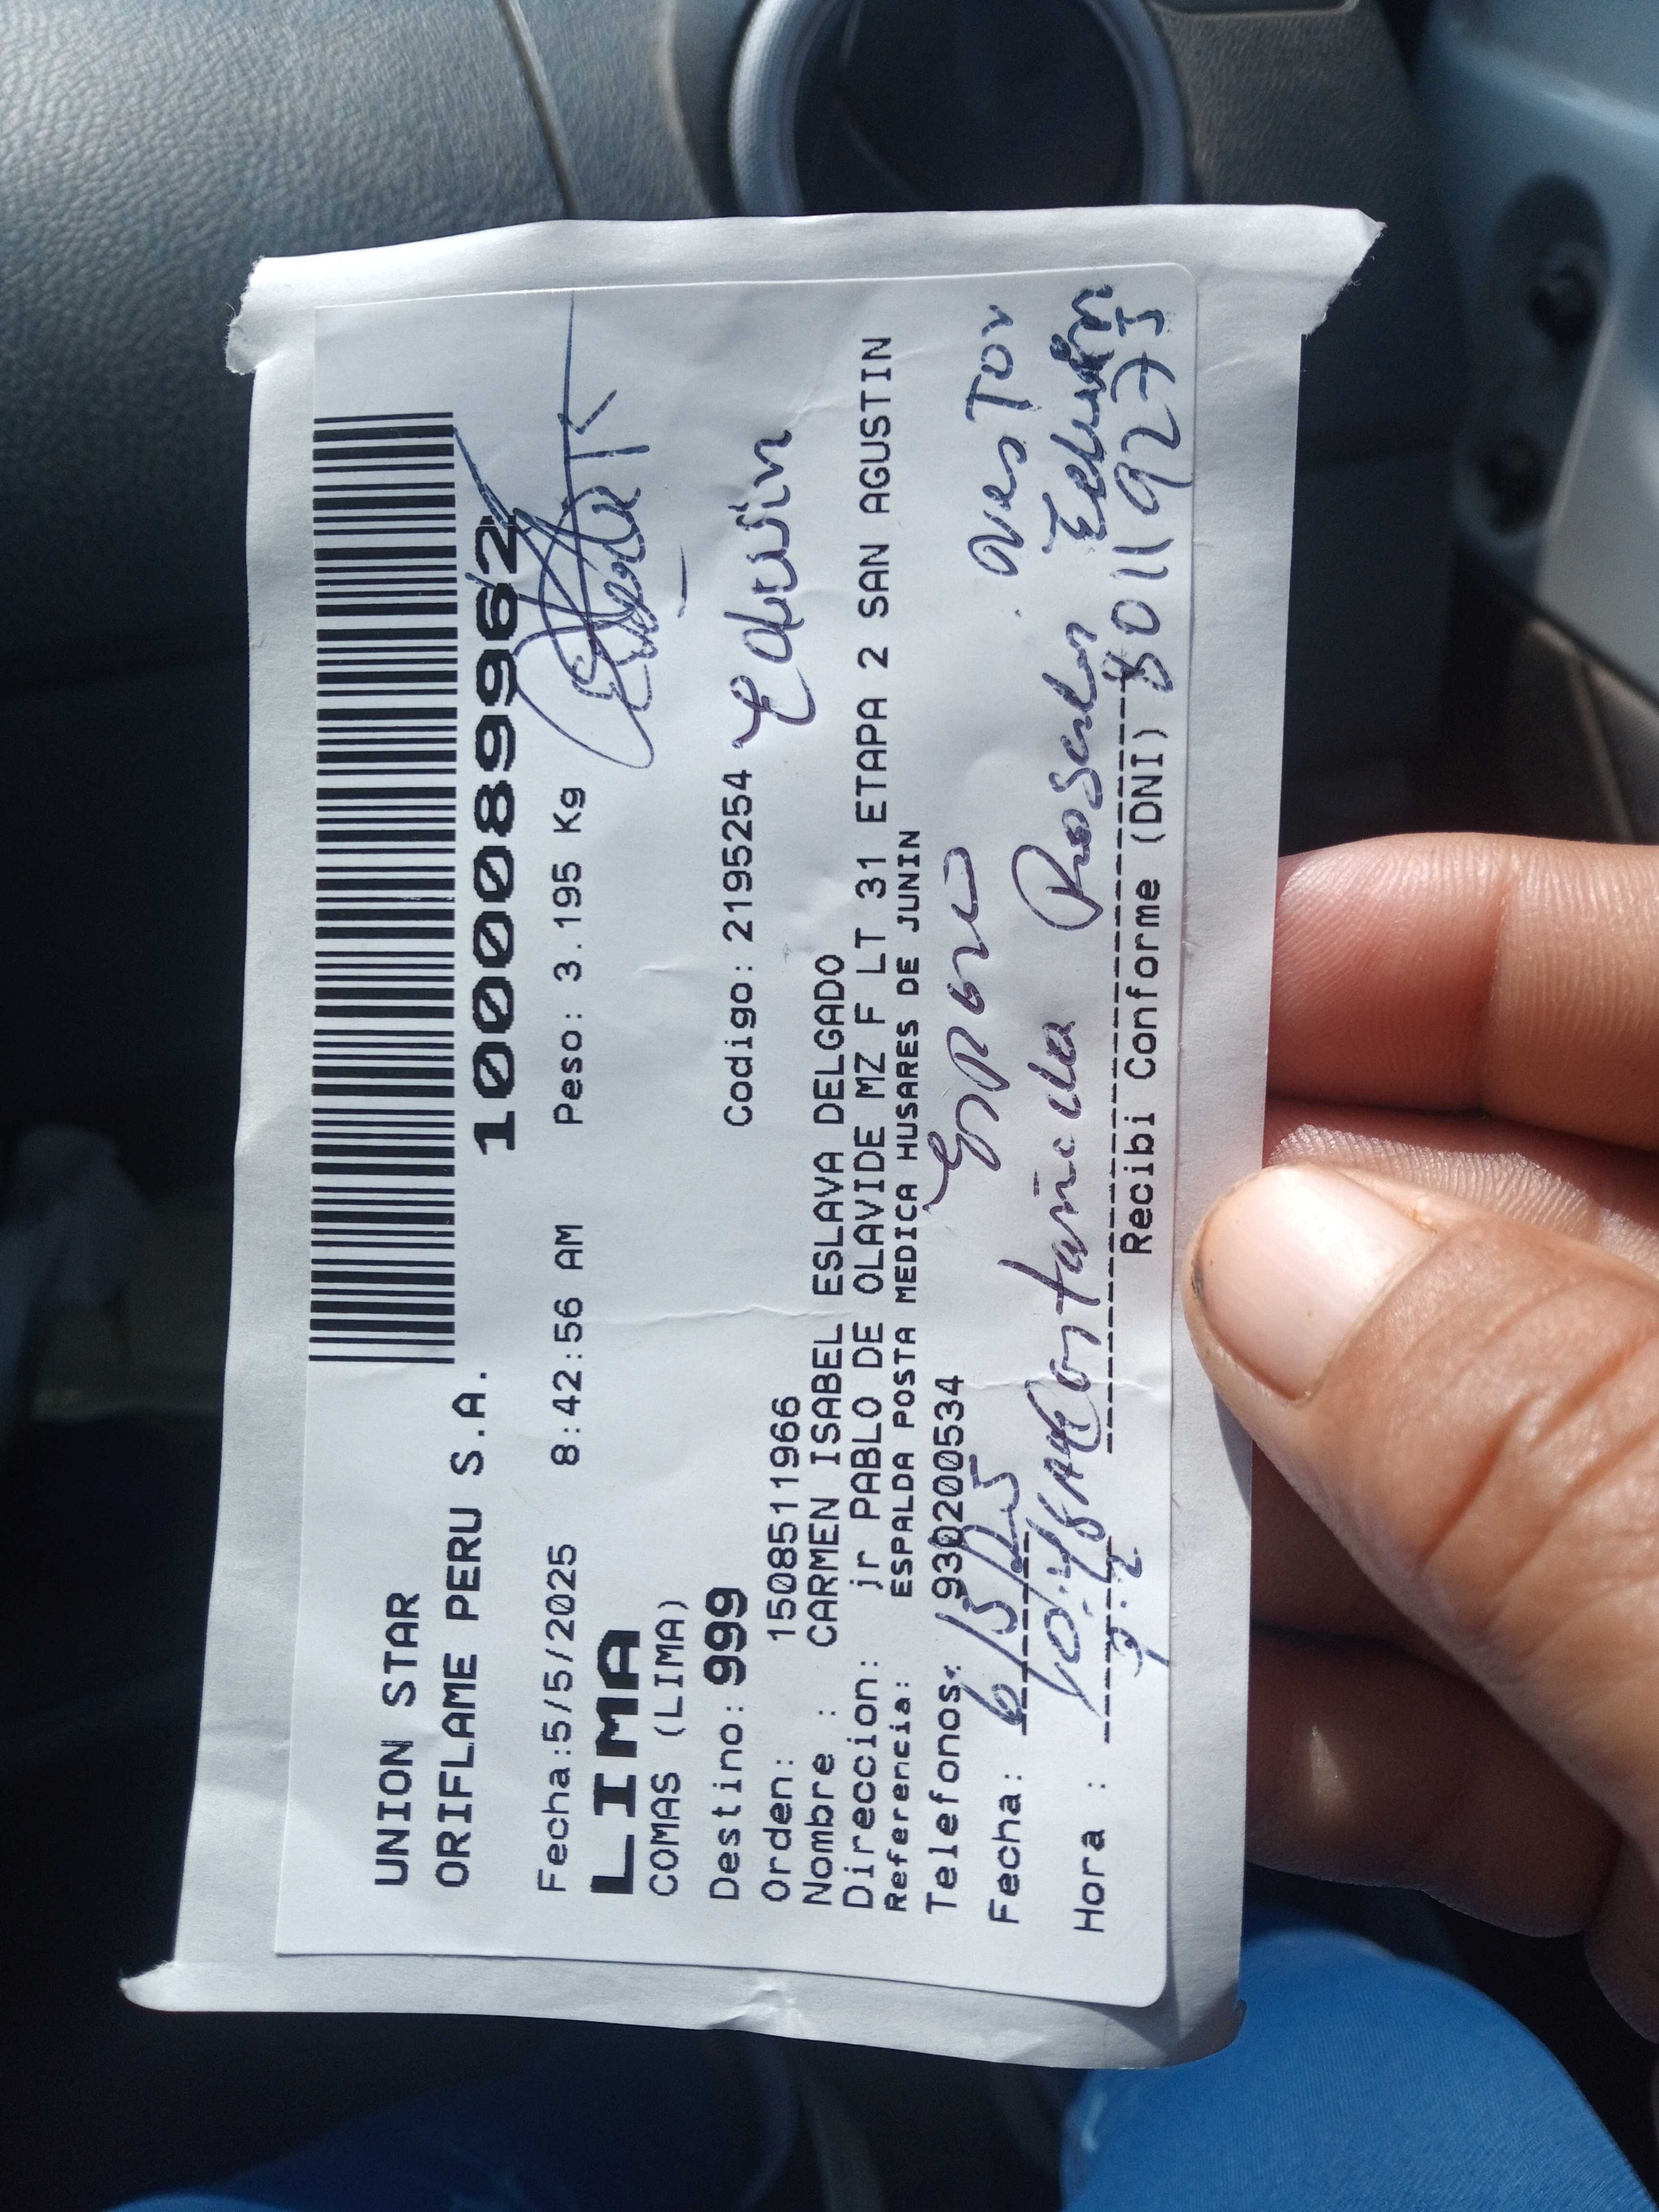 UNION STAR
ORIFLAME PERU S.A.
1000089962
Fecha:5/5/2025 8:42:56 AM Peso: 3.195 Kg
LIMA
COMAS (LIMA)
Destino: 999 Codigo: 2195254 Edwin
Orden: 1508511966
Nombre : CARMEN ISABEL ESLAVA DELGADO
Direccion: jr PABLO DE OLAVIDE MZ F LT 31 ETAPA 2 SAN AGUSTIN
Referencia: ESPALDA POSTA MEDICA HUSARES DE JUNIN
Telefonos: 930200534
Fecha: 6/5/25
Hora : 10:48AM
Recibi Conforme (DNI) 80119275